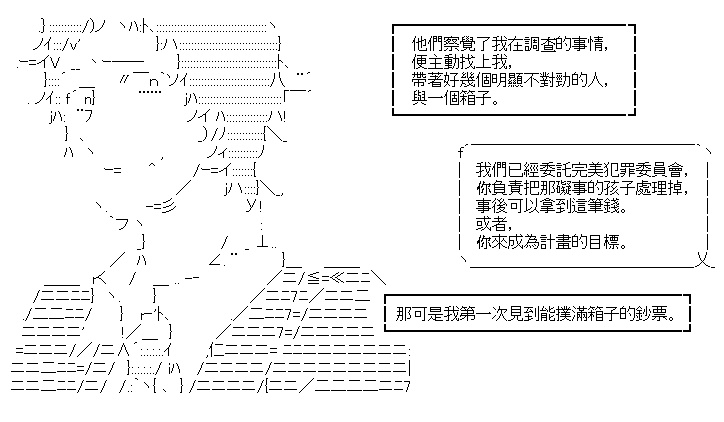 他們察覺了我在調查的事情，
便主動找上我，
帶著好幾個明顯不對勁的人，
與一個箱子。
我們已經委託完美犯罪委員會，
你負責把那礙事的孩子處理掉，
事後可以拿到這筆錢。
或者，
你來成為計畫的目標。
那可是我第一次見到能撲滿箱子的鈔票。